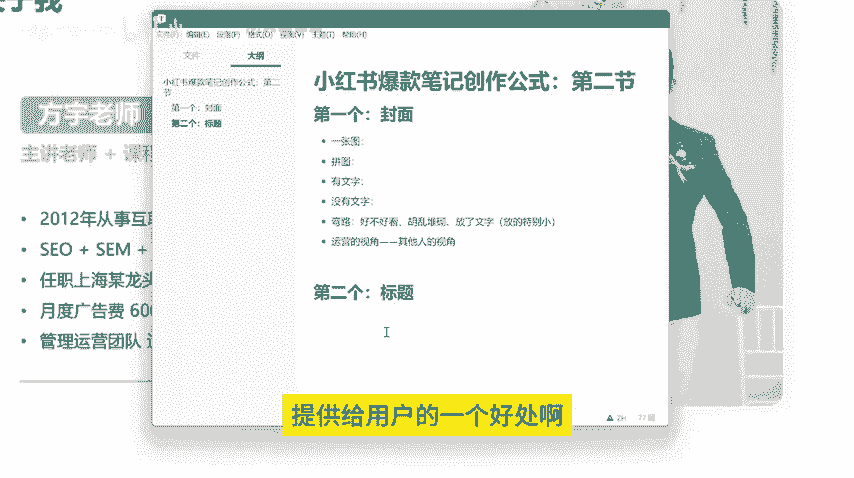 文件(F) 编辑(E) 段落(P) 格式(O) 视图(V) 主题(T) 帮助(H)
文件 大纲
小红书爆款笔记创作公式：第二节
第一个：封面
第二个：标题
小红书爆款笔记创作公式：第二节
第一个：封面
一张图：
拼图：
有文字：
没有文字：
弯路：好不好看、胡乱堆砌、放了文字（放的特别小）
运营的视角——其他人的视角
第二个：标题
方宇老师
主讲老师 + 课程
2012年从事互联
SEO + SEM +
任职上海某龙头
月度广告费 600
管理运营团队
提供给用户的一个好处啊